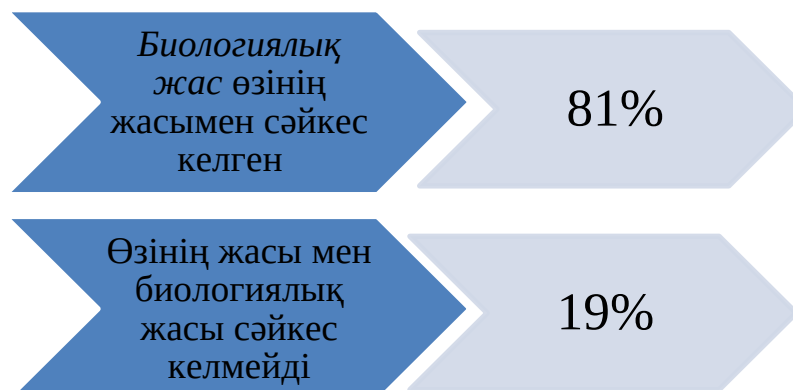 Биологиялық
жас өзінің
жасымен сәйкес
келген
81%
Өзінің жасы мен
биологиялық
жасы сәйкес
келмейді
19%